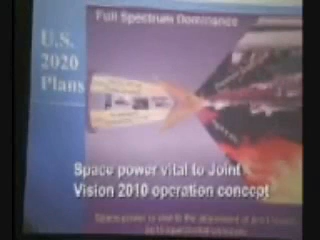 U.S.
2020
Plans
Full Spectrum Dominance
Space power vital to Joint
Vision 2010 operation concept